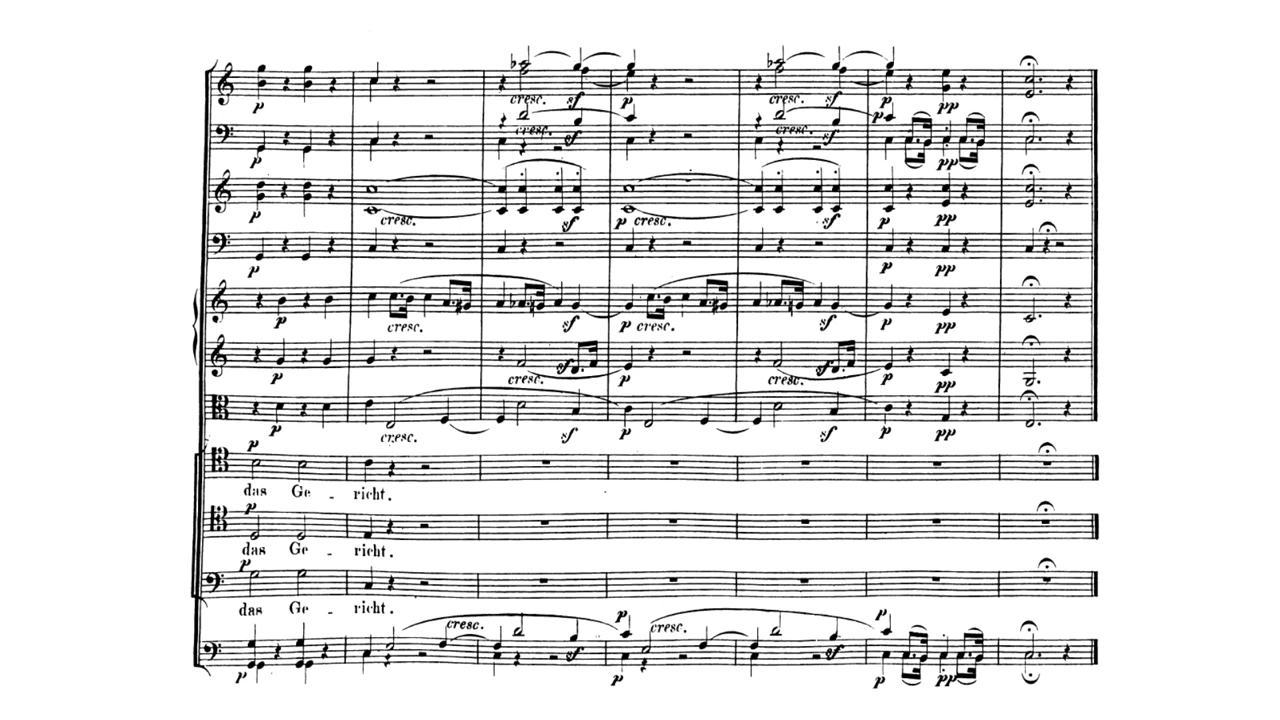 cresc. sf cresc. sf
p p p pp
cresc. sf cresc. sf p
p pp
p cresc. sf p cresc. sf p pp
p p pp
p cresc. sf p cresc. sf p pp
p cresc. sf p cresc. p pp
p cresc. sf p sf p pp
p
das Ge - richt.
p
das Ge - richt.
p
das Ge - richt.
cresc. p cresc. p
p sf p sf p pp